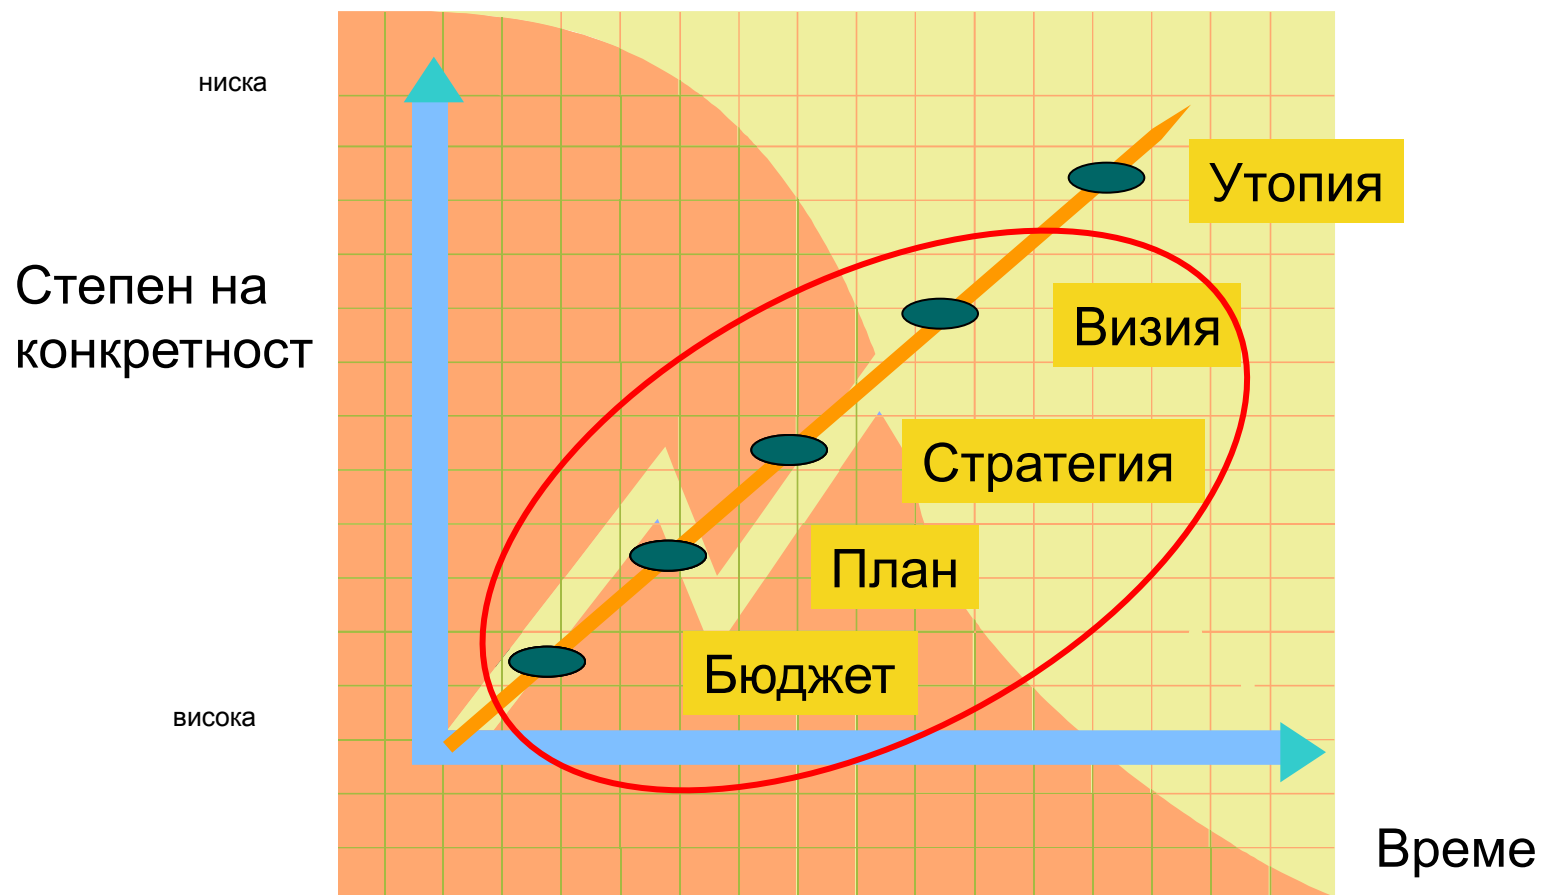 ниска
Утопия
Степен на
конкретност
Визия
Стратегия
План
Бюджет
висока
Време